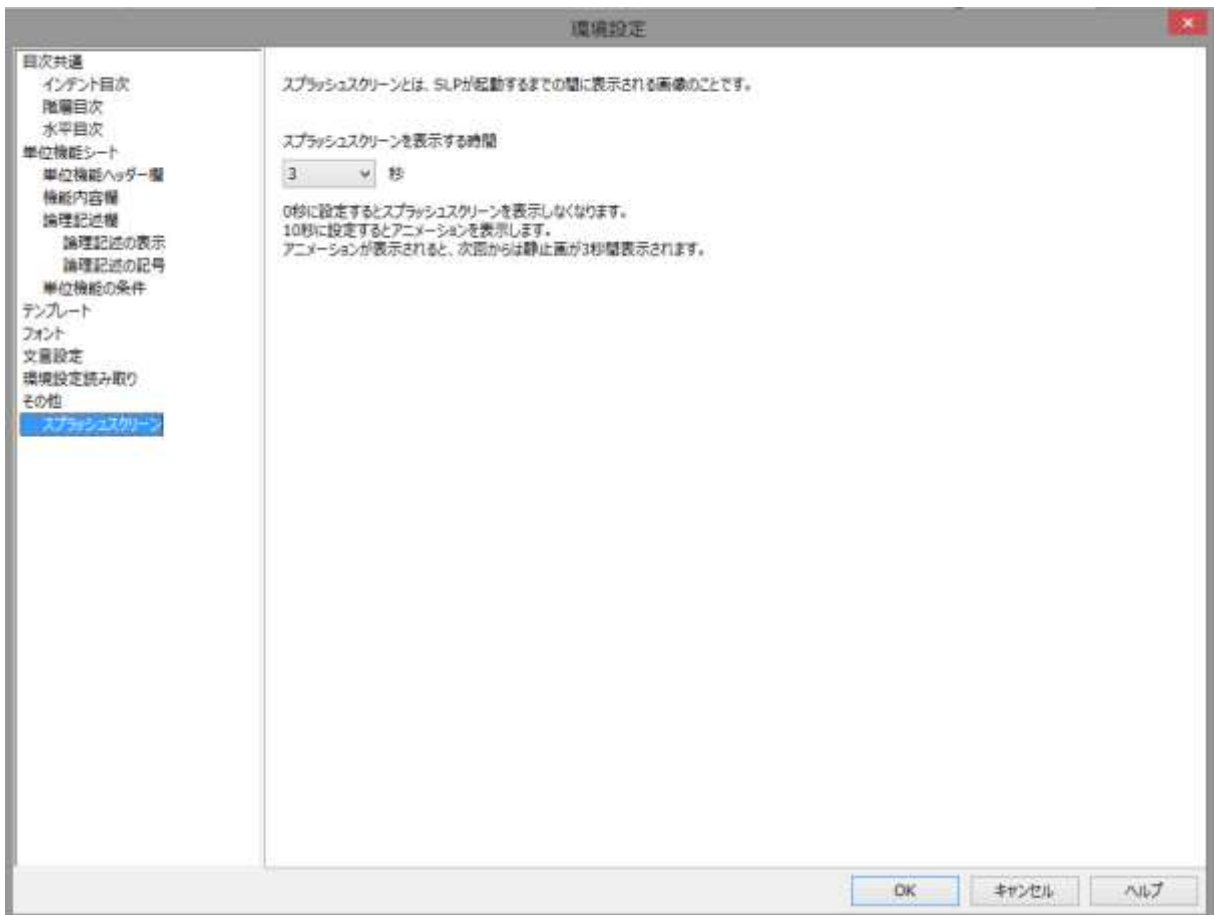 環境設定
目次共通
インデント目次
階層目次
水平目次
単位機能シート
単位機能ヘッダー欄
機能内容欄
論理記述欄
論理記述の表示
論理記述の記号
単位機能の条件
テンプレート
フォント
文言設定
環境設定読み取り
その他
スプラッシュスクリーン
スプラッシュスクリーンとは、SLPが起動するまでの間に表示される画像のことです。
スプラッシュスクリーンを表示する時間
3 秒
0秒に設定するとスプラッシュスクリーンを表示しなくなります。
10秒に設定するとアニメーションを表示します。
アニメーションが表示されると、次回からは静止画が3秒間表示されます。
OK キャンセル ヘルプ